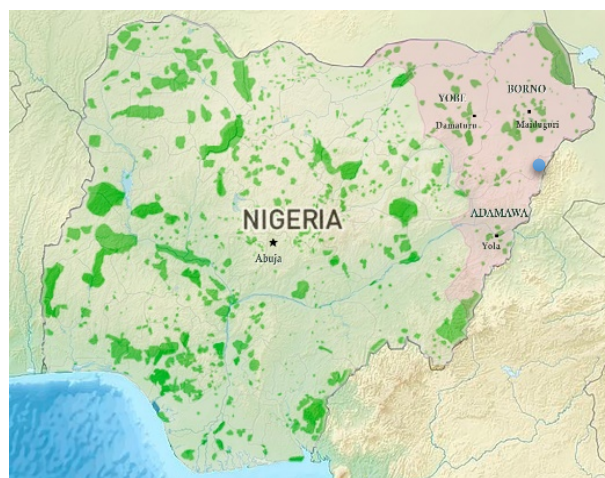 YOBE
BORNO
Damaturu
Maiduguri
NIGERIA
ADAMAWA
Abuja
Yola